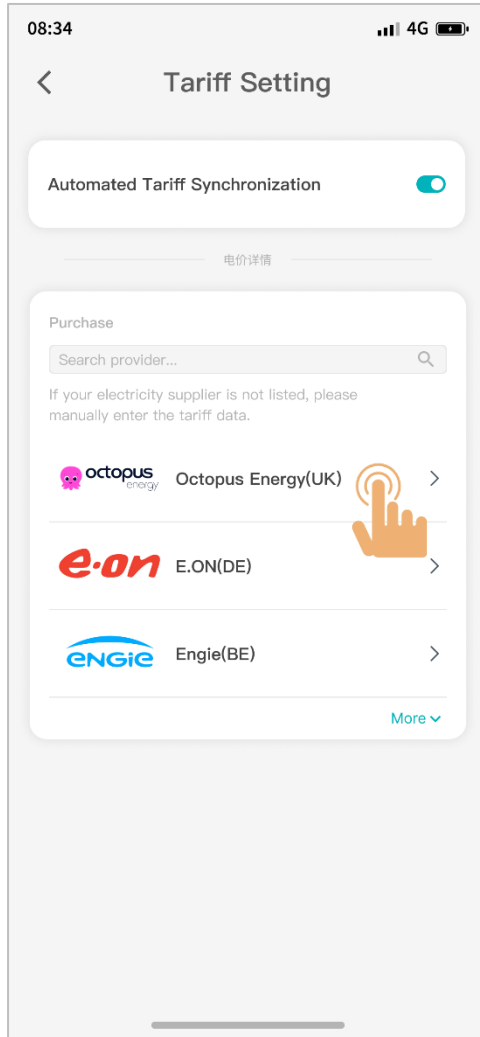 08:34
4G
Tariff Setting
Automated Tariff Synchronization
电价详情
Purchase
Search provider...
If your electricity supplier is not listed, please
manually enter the tariff data.
octopus
energy
Octopus Energy(UK)
e·on
E.ON(DE)
ENGIE
Engie(BE)
More